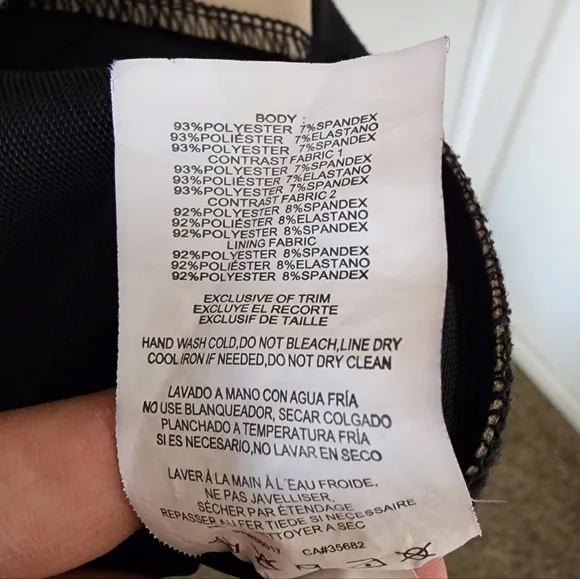 BODY :
93%POLYESTER 7%SPANDEX
93%POLIÉSTER 7%ELASTANO
93%POLYESTER 7%SPANDEX
CONTRAST FABRIC 1
93%POLYESTER 7%SPANDEX
93%POLIÉSTER 7%ELASTANO
93%POLYESTER 7%SPANDEX
CONTRAST FABRIC 2
92%POLYESTER 8%SPANDEX
92%POLIÉSTER 8%ELASTANO
92%POLYESTER 8%SPANDEX
LINING FABRIC
92%POLYESTER 8%SPANDEX
92%POLIÉSTER 8%ELASTANO
92%POLYESTER 8%SPANDEX
EXCLUSIVE OF TRIM
EXCLUYE EL RECORTE
EXCLUSIF DE TAILLE
HAND WASH COLD,DO NOT BLEACH,LINE DRY
COOL IRON IF NEEDED,DO NOT DRY CLEAN
LAVADO A MANO CON AGUA FRÍA
NO USE BLANQUEADOR, SECAR COLGADO
PLANCHADO A TEMPERATURA FRÍA
SI ES NECESARIO,NO LAVAR EN SECO
LAVER À LA MAIN À L'EAU FROIDE,
NE PAS JAVELLISER,
SÉCHER PAR ÉTENDAGE
REPASSER AU FER TIEDE SI NECESSAIRE
TTOYER A SEC
CA#35682